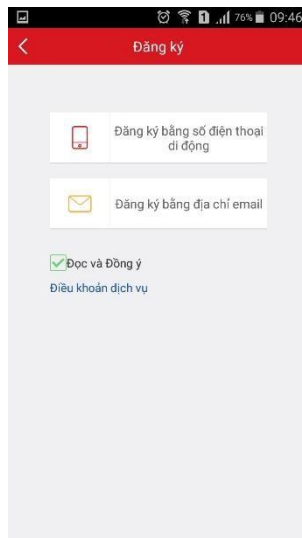 1 76% 09:46
Đăng ký
Đăng ký bằng số điện thoại
di động
Đăng ký bằng địa chỉ email
Đọc và Đồng ý
Điều khoản dịch vụ